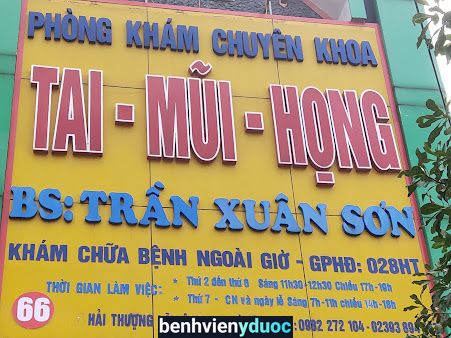 PHÒNG KHÁM CHUYÊN KHOA
TAI - MŨI - HỌNG
BS: TRẦN XUÂN SƠN
KHÁM CHỮA BỆNH NGOÀI GIỜ - GPHĐ: 028HT
THỜI GIAN LÀM VIỆC: * Thứ 2 đến thứ 6 Sáng 11h30 -12h30 Chiều 17h -19h
* Thứ 7 - CN và ngày lễ Sáng 7h -11h chiều 14h -18h
66
HẢI THƯỢNG
: 0982 272 104 - 02393 89
benhvienyduoc